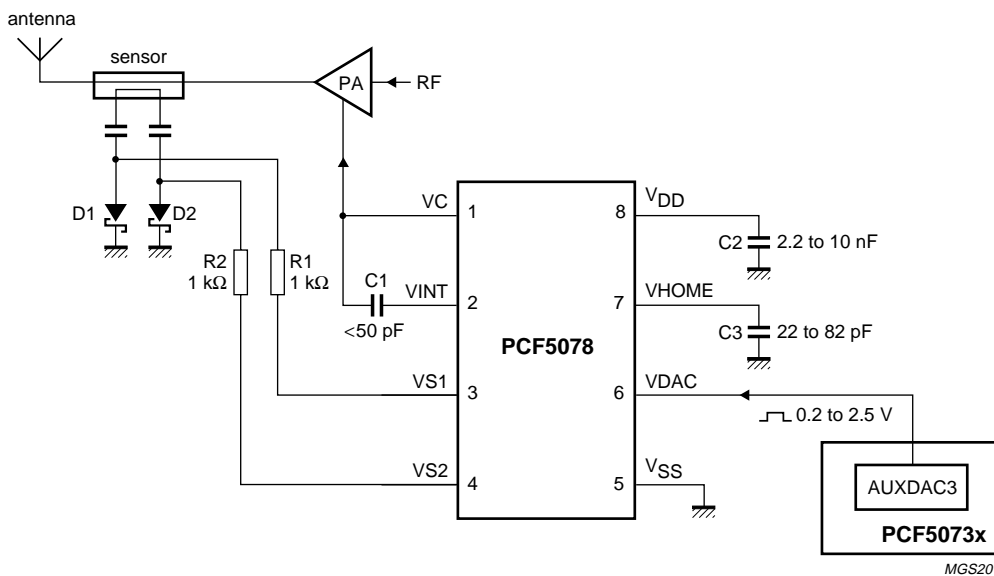 antenna
sensor
PA
RF
D1
D2
R2
1 kΩ
R1
1 kΩ
C1
<50 pF
VC
1
VINT
2
VS1
3
VS2
4
PCF5078
8
VDD
C2
2.2 to 10 nF
7
VHOME
C3
22 to 82 pF
6
VDAC
0.2 to 2.5 V
5
VSS
AUXDAC3
PCF5073x
MGS20